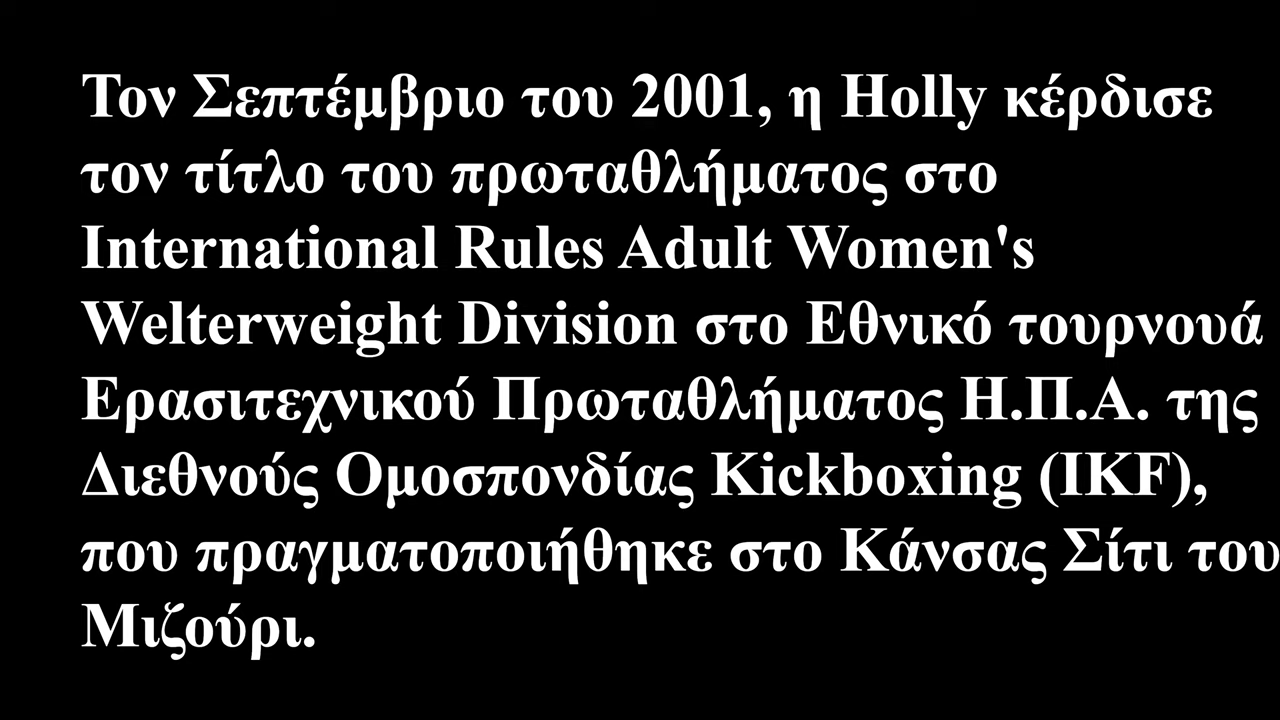 Τον Σεπτέμβριο του 2001, η Holly κέρδισε
τον τίτλο του πρωταθλήματος στο
International Rules Adult Women's
Welterweight Division στο Εθνικό τουρνουά
Ερασιτεχνικού Πρωταθλήματος Η.Π.Α. της
Διεθνούς Ομοσπονδίας Kickboxing (IKF),
που πραγματοποιήθηκε στο Κάνσας Σίτι του
Μιζούρι.